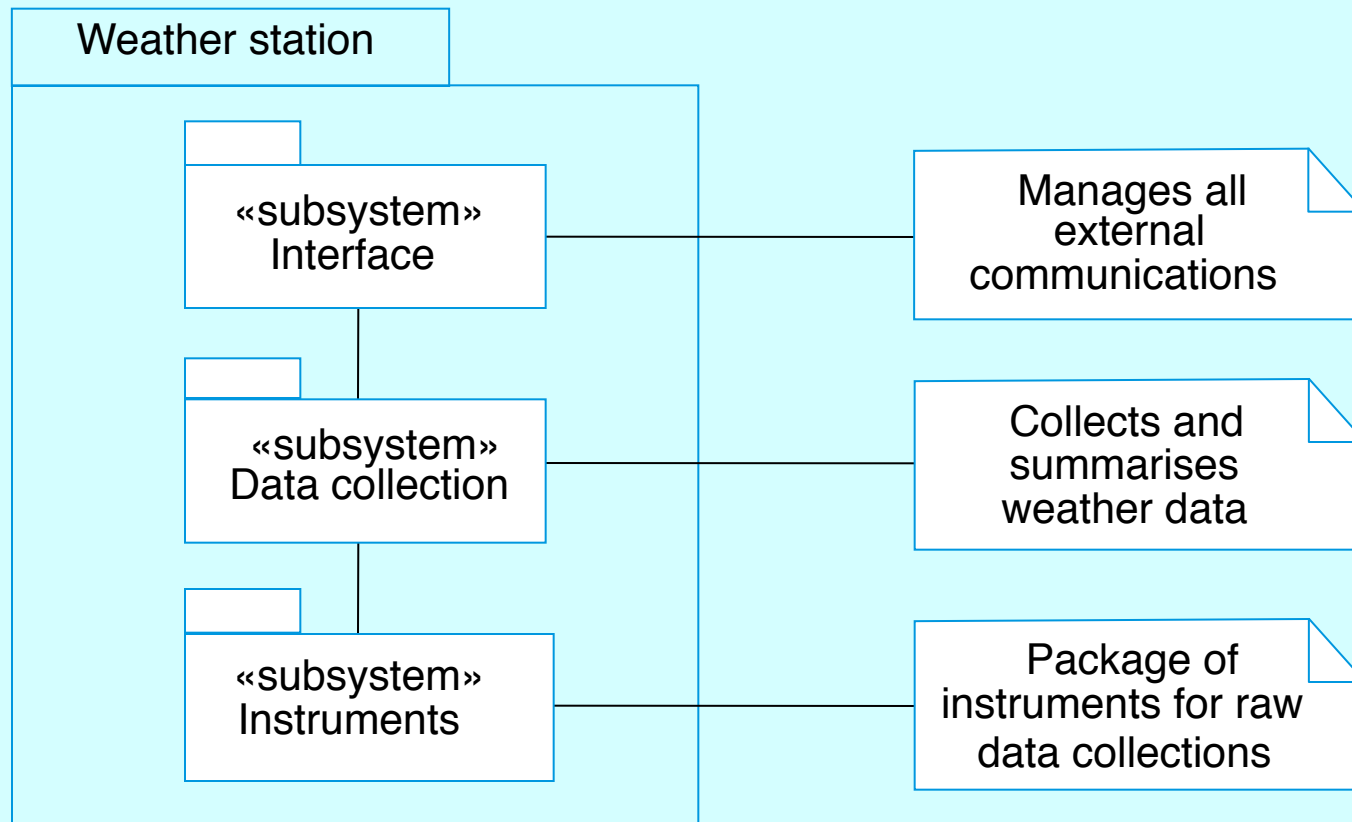 Weather station
«subsystem»
Interface
Manages all
external
communications
«subsystem»
Data collection
Collects and
summarises
weather data
«subsystem»
Instruments
Package of
instruments for raw
data collections